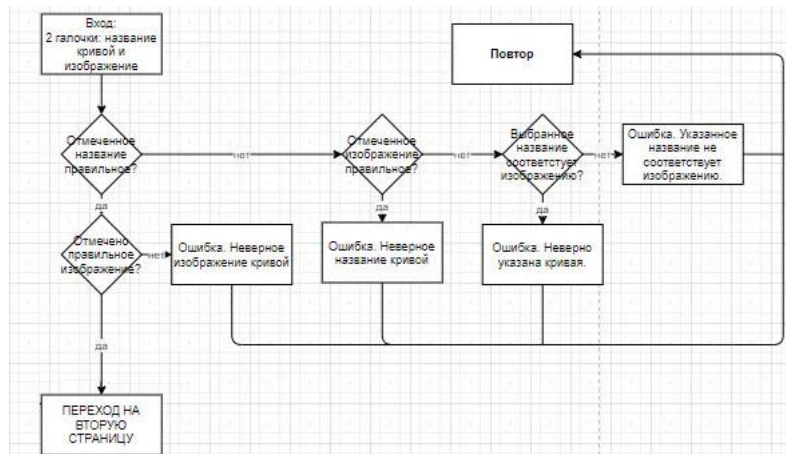 Вход:
2 галочки: название
кривой и
изображение
Повтор
Отмеченное
название
правильное?
нет
Отмеченное
изображение
правильное?
нет
Выбранное
название
соответстует
изображению?
нет
Ошибка. Указанное
название не
соответствует
изображению.
да
да
да
Отмечено
правильное
изображение?
нет
Ошибка. Неверное
изображение кривой
Ошибка. Неверное
название кривой
Ошибка. Неверно
указана кривая.
да
ПЕРЕХОД НА
ВТОРУЮ
СТРАНИЦУ